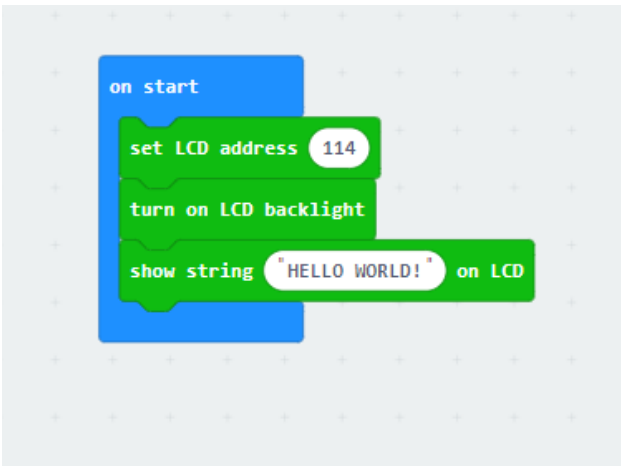 on start
set LCD address 114
turn on LCD backlight
show string "HELLO WORLD!" on LCD